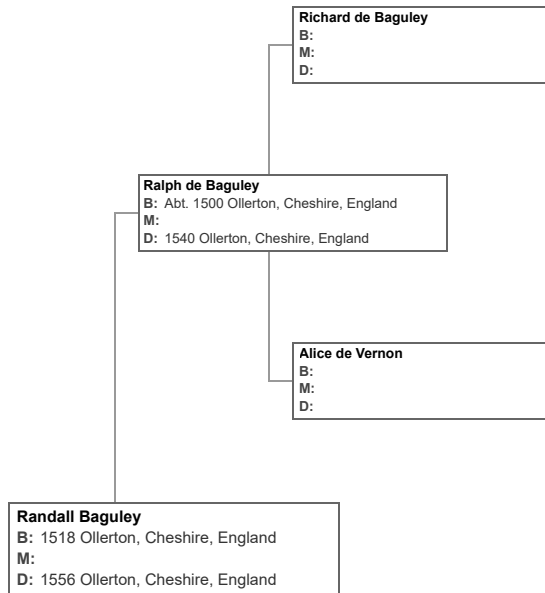 Richard de Baguley
B:
M:
D:
Ralph de Baguley
B: Abt. 1500 Ollerton, Cheshire, England
M:
D: 1540 Ollerton, Cheshire, England
Alice de Vernon
B:
M:
D:
Randall Baguley
B: 1518 Ollerton, Cheshire, England
M:
D: 1556 Ollerton, Cheshire, England